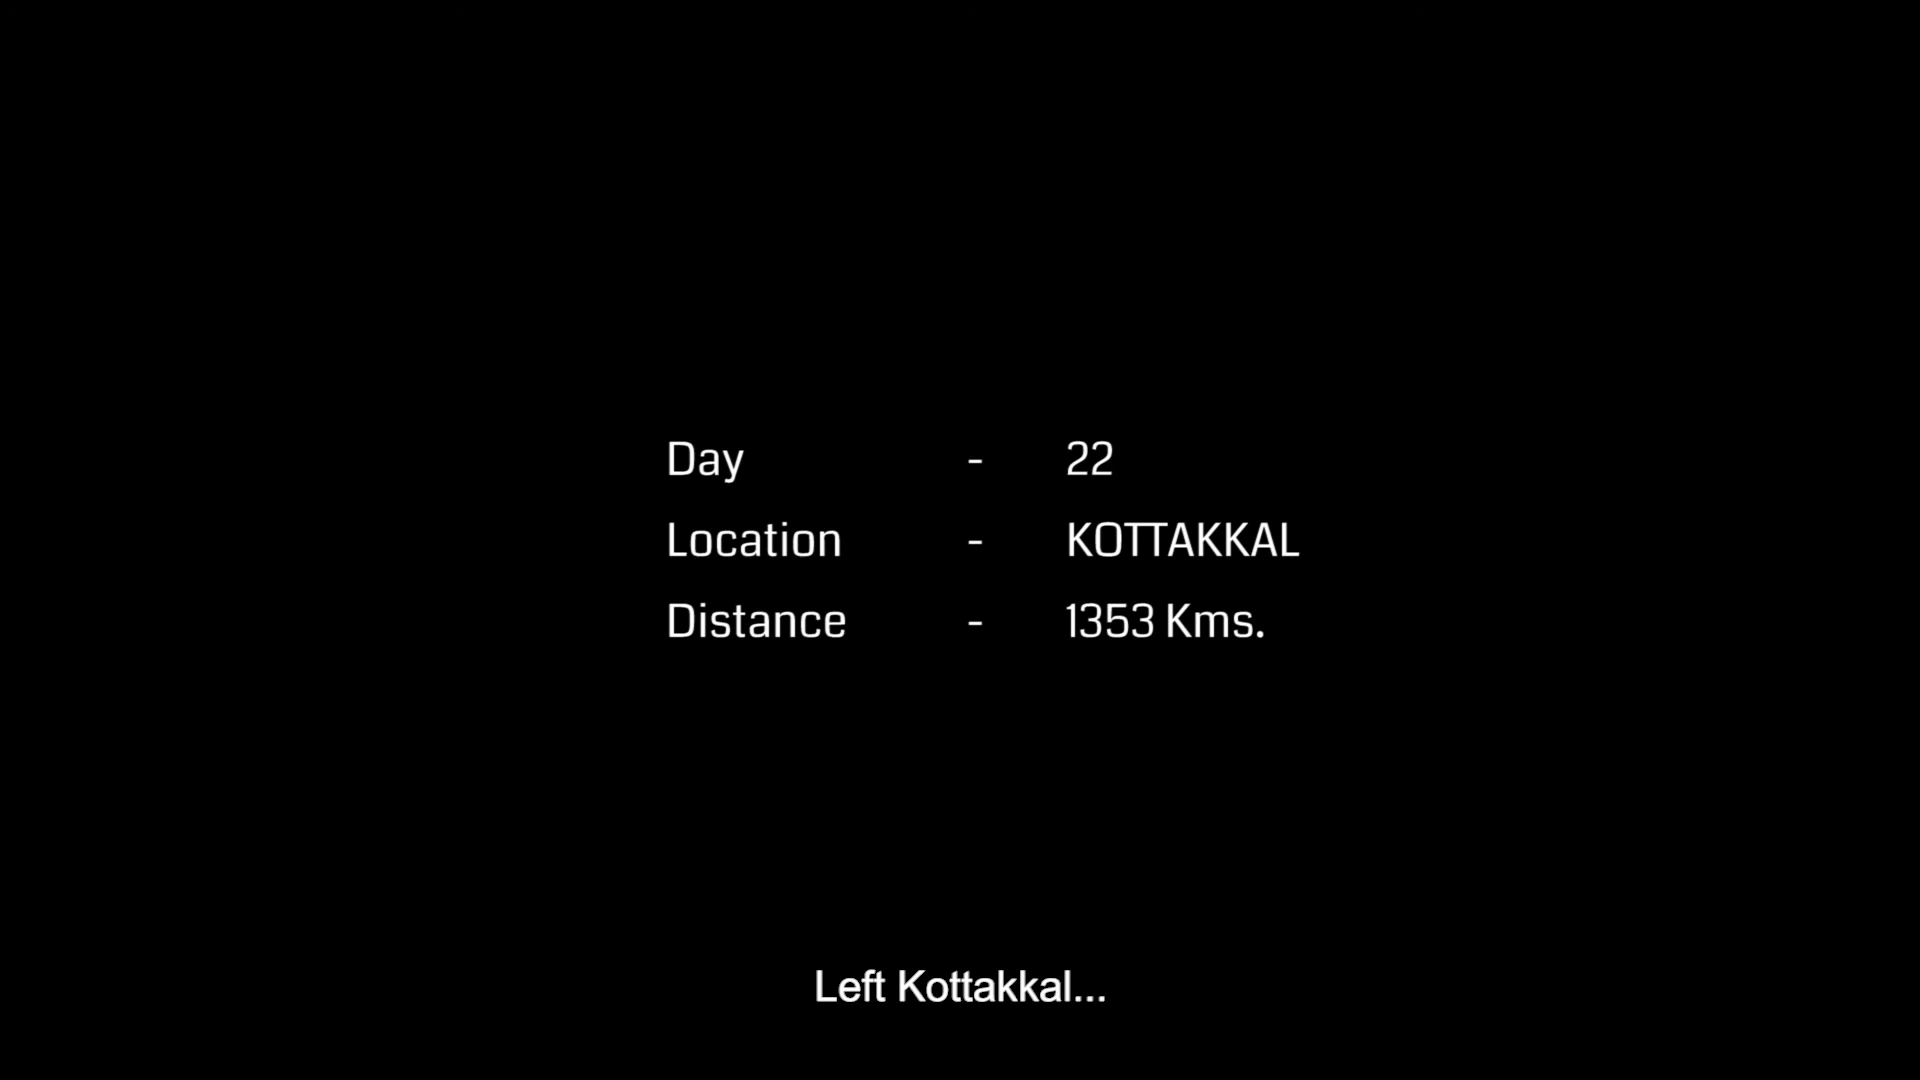 Day - 22
Location - KOTTAKKAL
Distance - 1353 Kms.
Left Kottakkal...